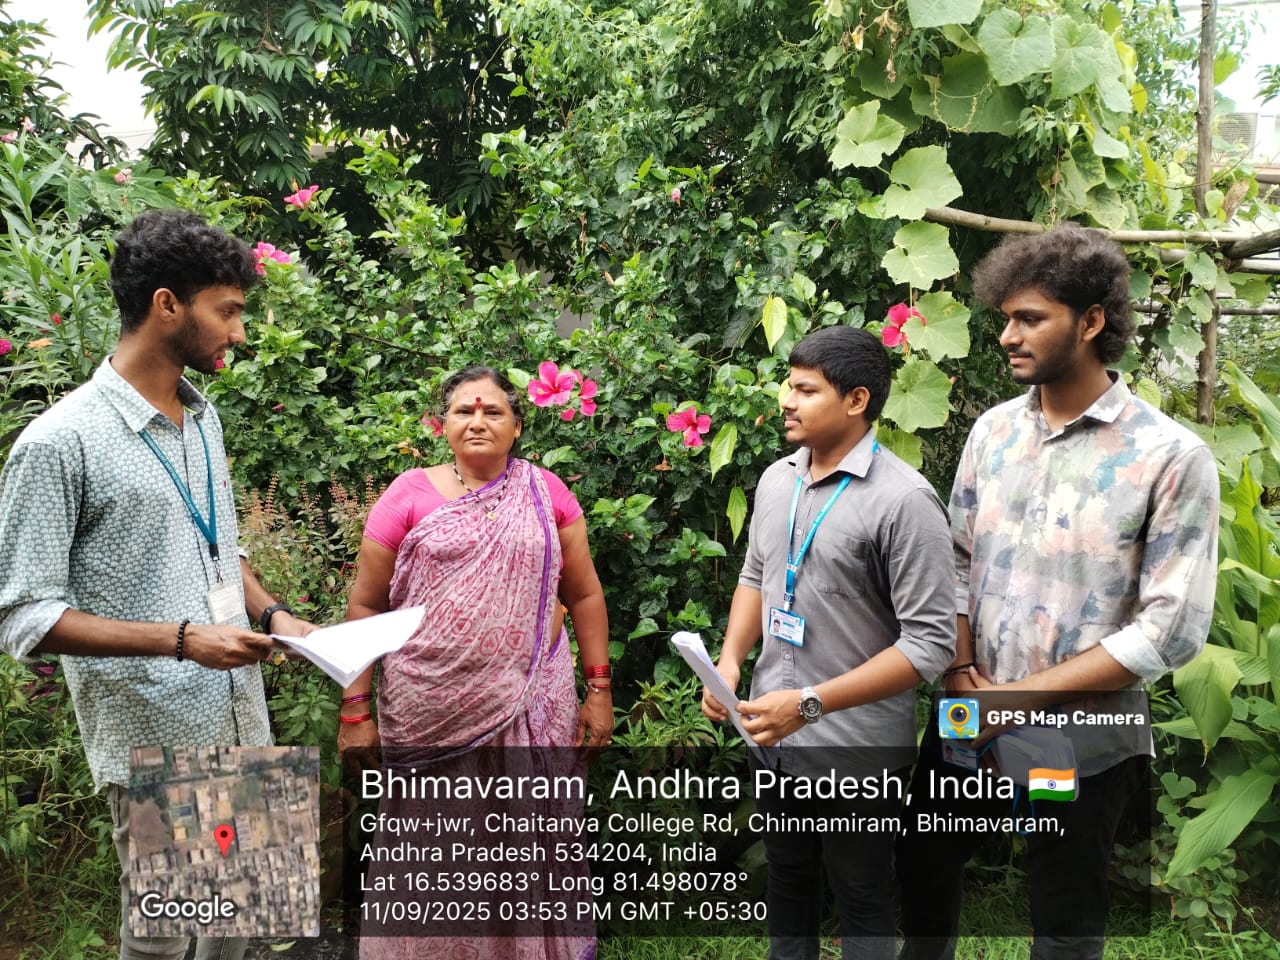 GPS Map Camera
Bhimavaram, Andhra Pradesh, India
Gfqw+jwr, Chaitanya College Rd, Chinnamiram, Bhimavaram,
Andhra Pradesh 534204, India
Lat 16.539683° Long 81.498078°
11/09/2025 03:53 PM GMT +05:30
Google